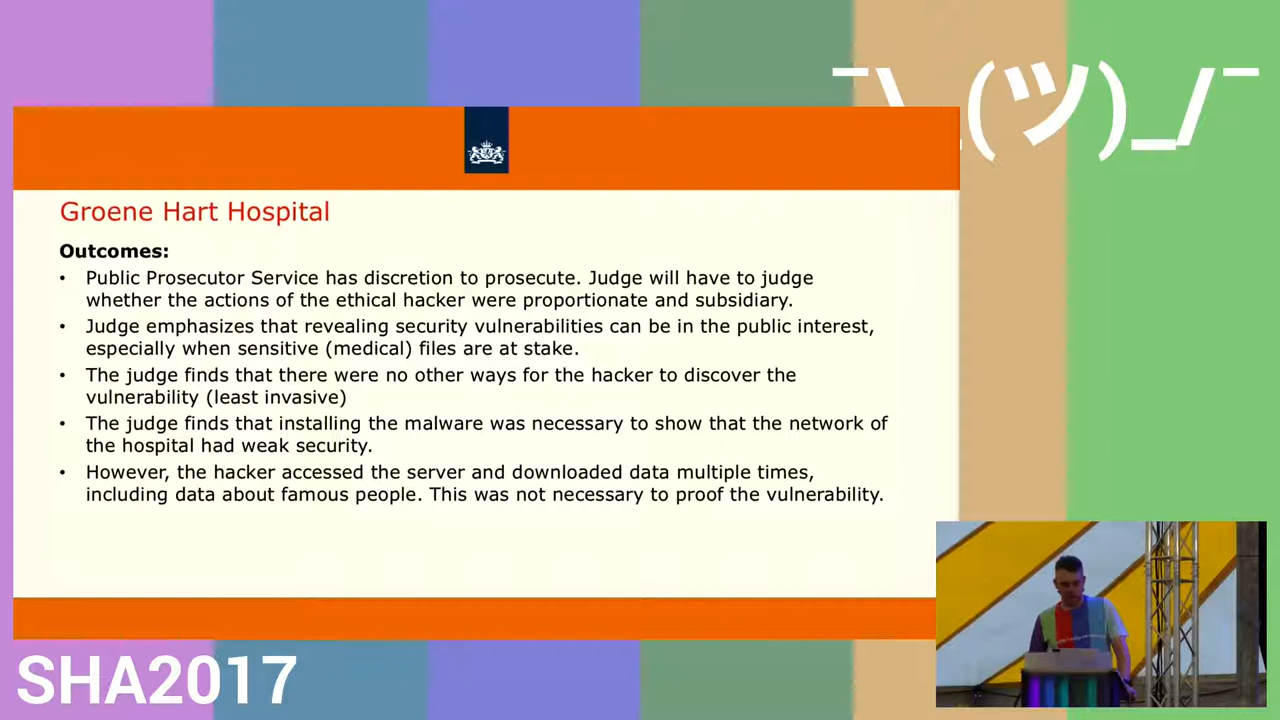 ¯\_(ツ)_/¯
Groene Hart Hospital
Outcomes:
• Public Prosecutor Service has discretion to prosecute. Judge will have to judge
whether the actions of the ethical hacker were proportionate and subsidiary.
• Judge emphasizes that revealing security vulnerabilities can be in the public interest,
especially when sensitive (medical) files are at stake.
• The judge finds that there were no other ways for the hacker to discover the
vulnerability (least invasive)
• The judge finds that installing the malware was necessary to show that the network of
the hospital had weak security.
• However, the hacker accessed the server and downloaded data multiple times,
including data about famous people. This was not necessary to proof the vulnerability.
SHA2017